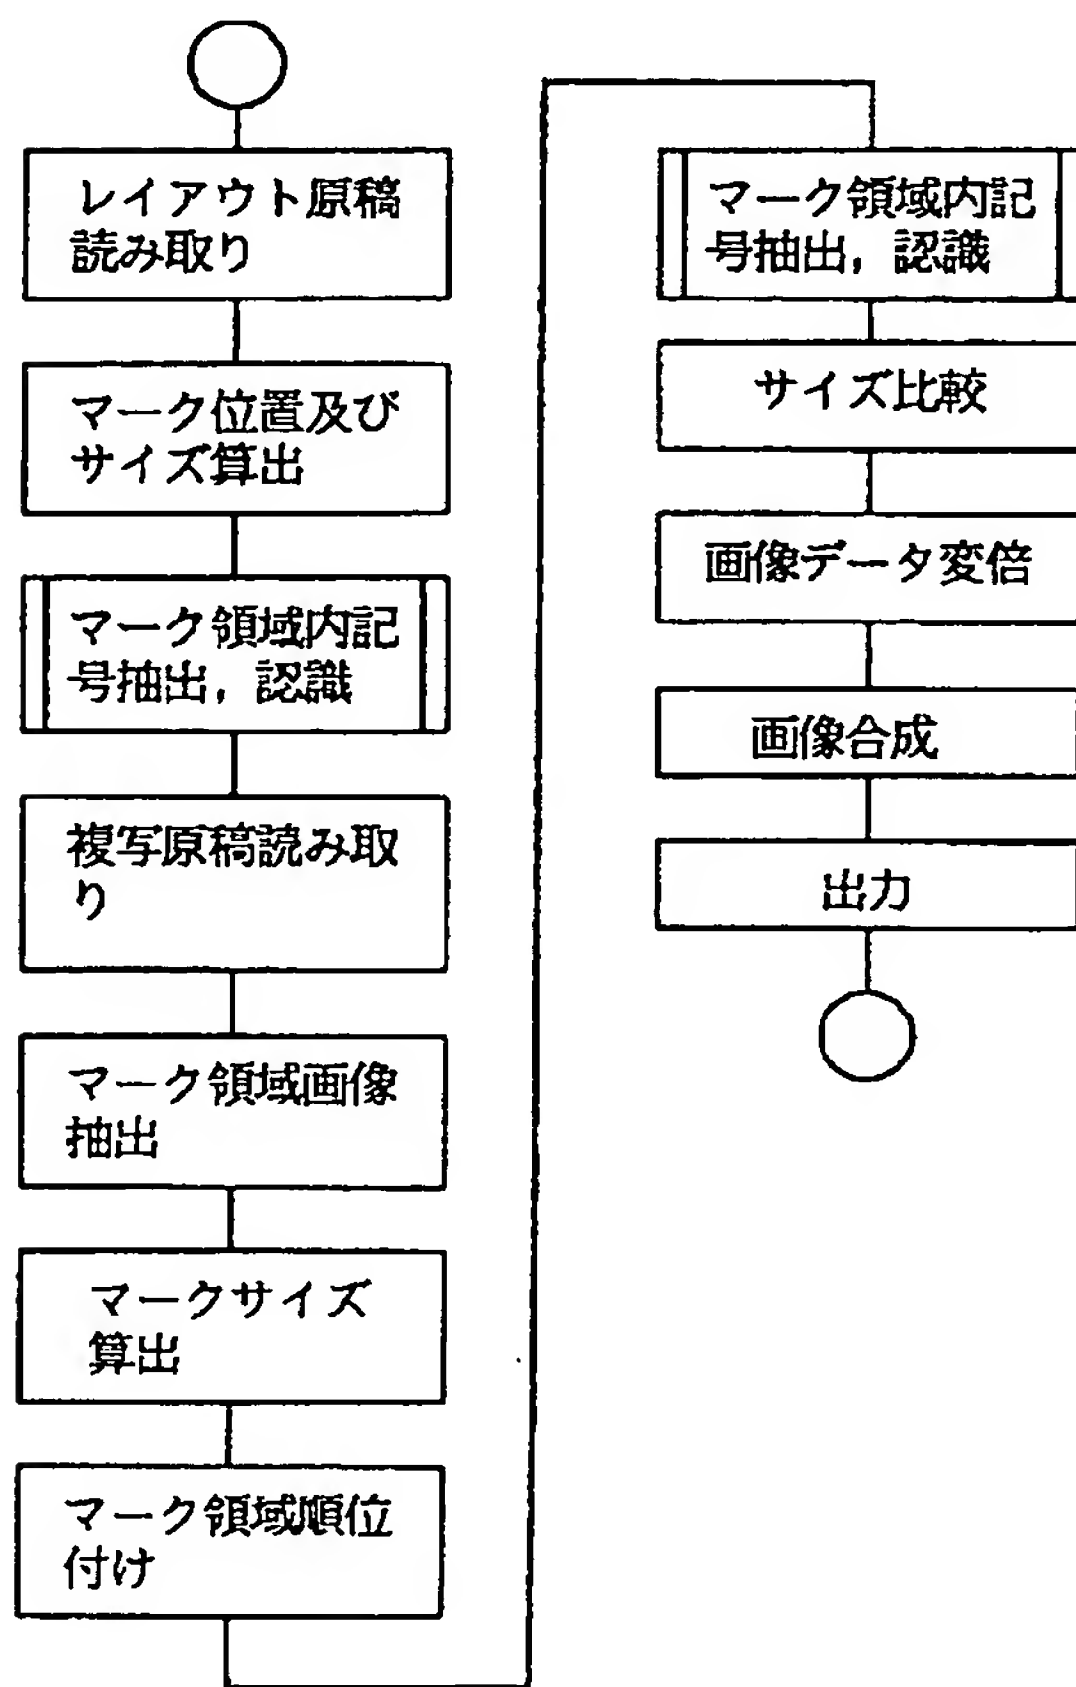 レイアウト原稿
読み取り
マーク位置及び
サイズ算出
マーク領域内記
号抽出，認識
複写原稿読み取
り
マーク領域画像
抽出
マークサイズ
算出
マーク領域順位
付け
マーク領域内記
号抽出，認識
サイズ比較
画像データ変倍
画像合成
出力